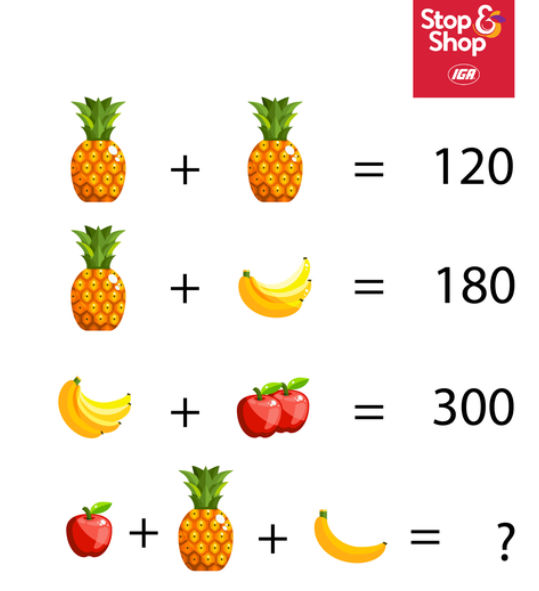 Stop &
Shop
IGA
+ = 120
+ = 180
+ = 300
+ + = ?